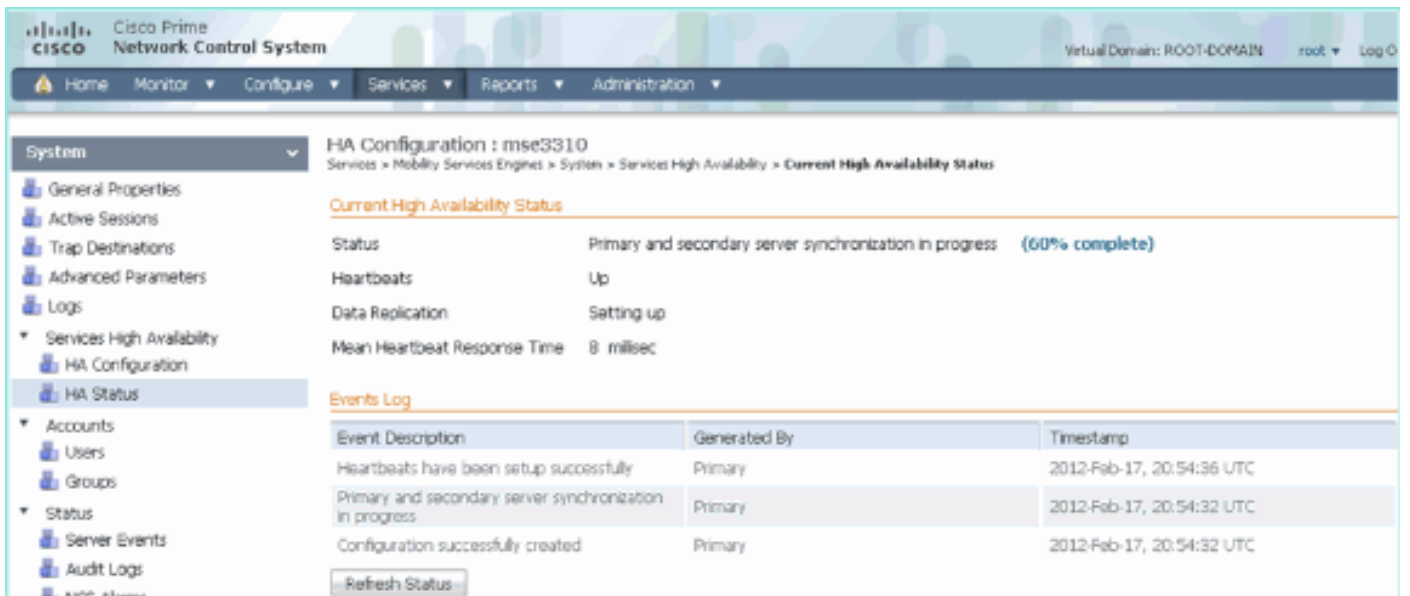 Cisco Prime
CISCO Network Control System
Virtual Domain: ROOT-DOMAIN root Log O
Home Monitor Configure Services Reports Administration
System
General Properties
Active Sessions
Trap Destinations
Advanced Parameters
Logs
Services High Availability
HA Configuration
HA Status
Accounts
Users
Groups
Status
Server Events
Audit Logs
HA Configuration : mse3310
Services > Mobility Services Engines > System > Services High Availability > Current High Availability Status
Current High Availability Status
Status Primary and secondary server synchronization in progress (60% complete)
Heartbeats Up
Data Replication Setting up
Mean Heartbeat Response Time 8 milisec
Events Log
Event Description Generated By Timestamp
Heartbeats have been setup successfully Primary 2012-Feb-17, 20:54:36 UTC
Primary and secondary server synchronization
in progress Primary 2012-Feb-17, 20:54:32 UTC
Configuration successfully created Primary 2012-Feb-17, 20:54:32 UTC
Refresh Status